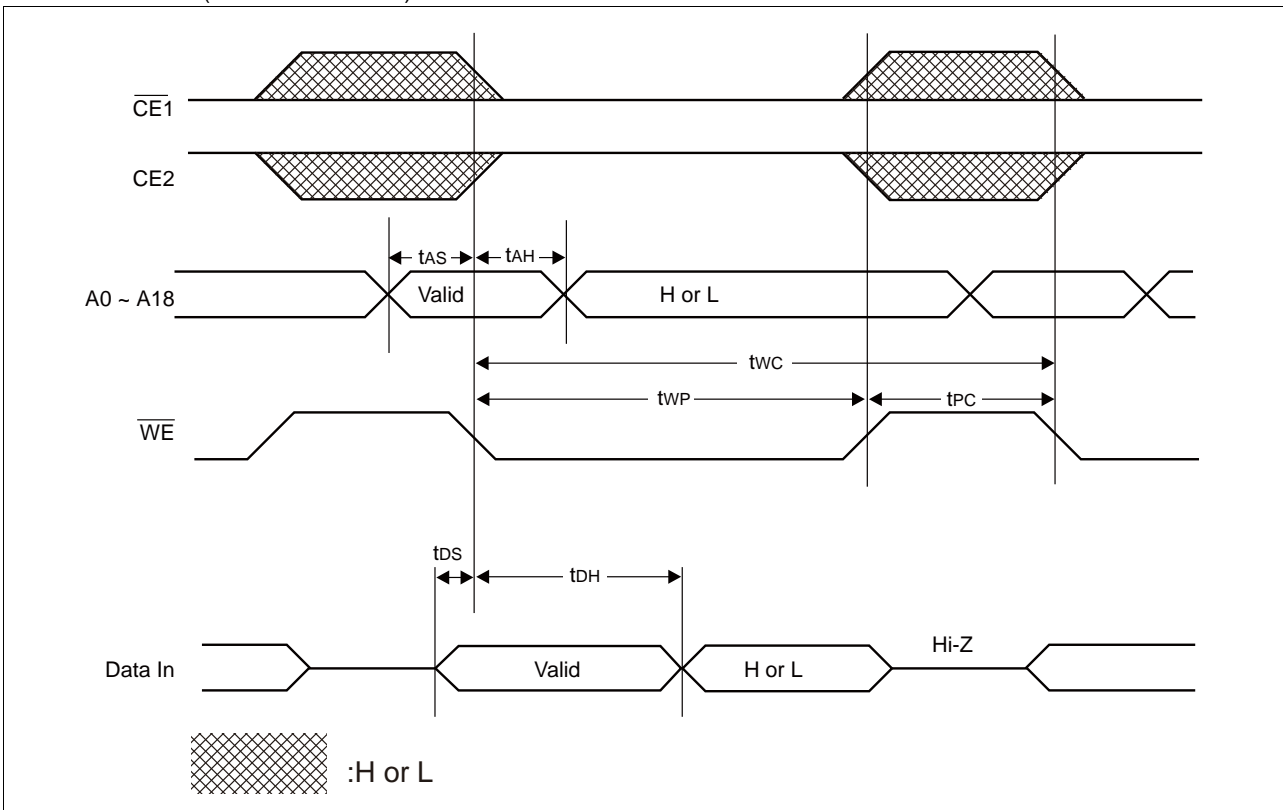 CE1
CE2
tAS
tAH
A0 ~ A18
Valid
H or L
tWC
tWP
tPC
WE
tDS
tDH
Hi-Z
Data In
Valid
H or L
:H or L